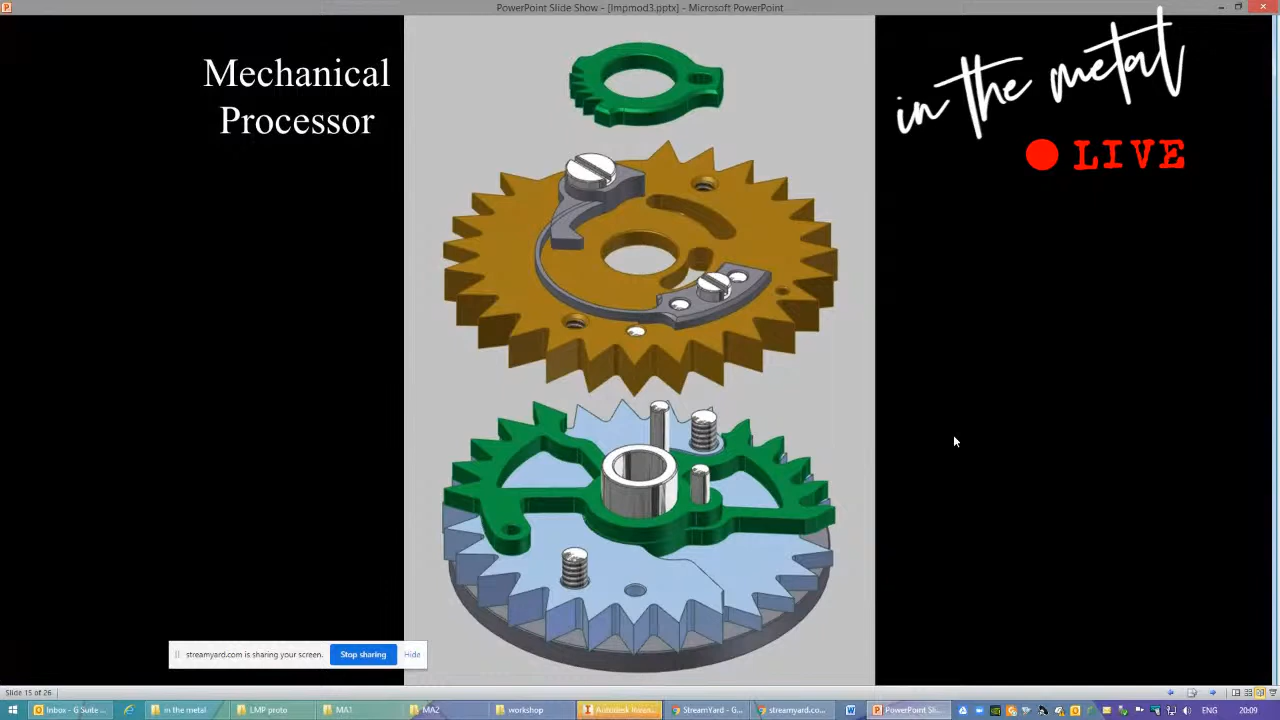 PowerPoint Slide Show - [lmpmod3.pptx] - Microsoft PowerPoint
Mechanical
Processor
in the metal
LIVE
streamyard.com is sharing your screen.
Stop sharing
Hide
Slide 15 of 26
Inbox - G Suite ...
in the metal
LMP proto
MA1
MA2
workshop
Autodesk Inven...
StreamYard - G...
streamyard.co...
PowerPoint Sli...
ENG
20:09